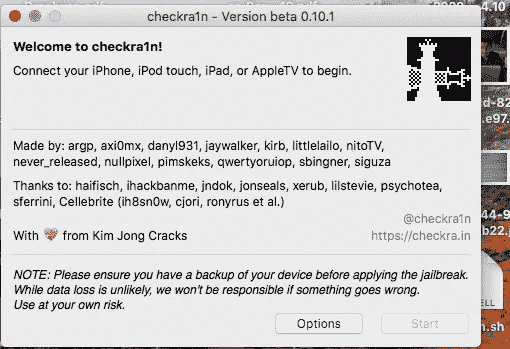 checkra1n - Version beta 0.10.1
Welcome to checkra1n!
Connect your iPhone, iPod touch, iPad, or AppleTV to begin.
Made by: argp, axi0mx, danyl931, jaywalker, kirb, littlelailo, nitoTV,
never_released, nullpixel, pimskeks, qwertyoruiop, sbingner, siguza
Thanks to: haifisch, ihackbanme, jndok, jonseals, xerub, lilstevie, psychotea,
sferrini, Cellebrite (ih8sn0w, cjori, ronyrus et al.)
@checkra1n
With 💝 from Kim Jong Cracks https://checkra.in
NOTE: Please ensure you have a backup of your device before applying the jailbreak.
While data loss is unlikely, we won't be responsible if something goes wrong.
Use at your own risk.
Options Start